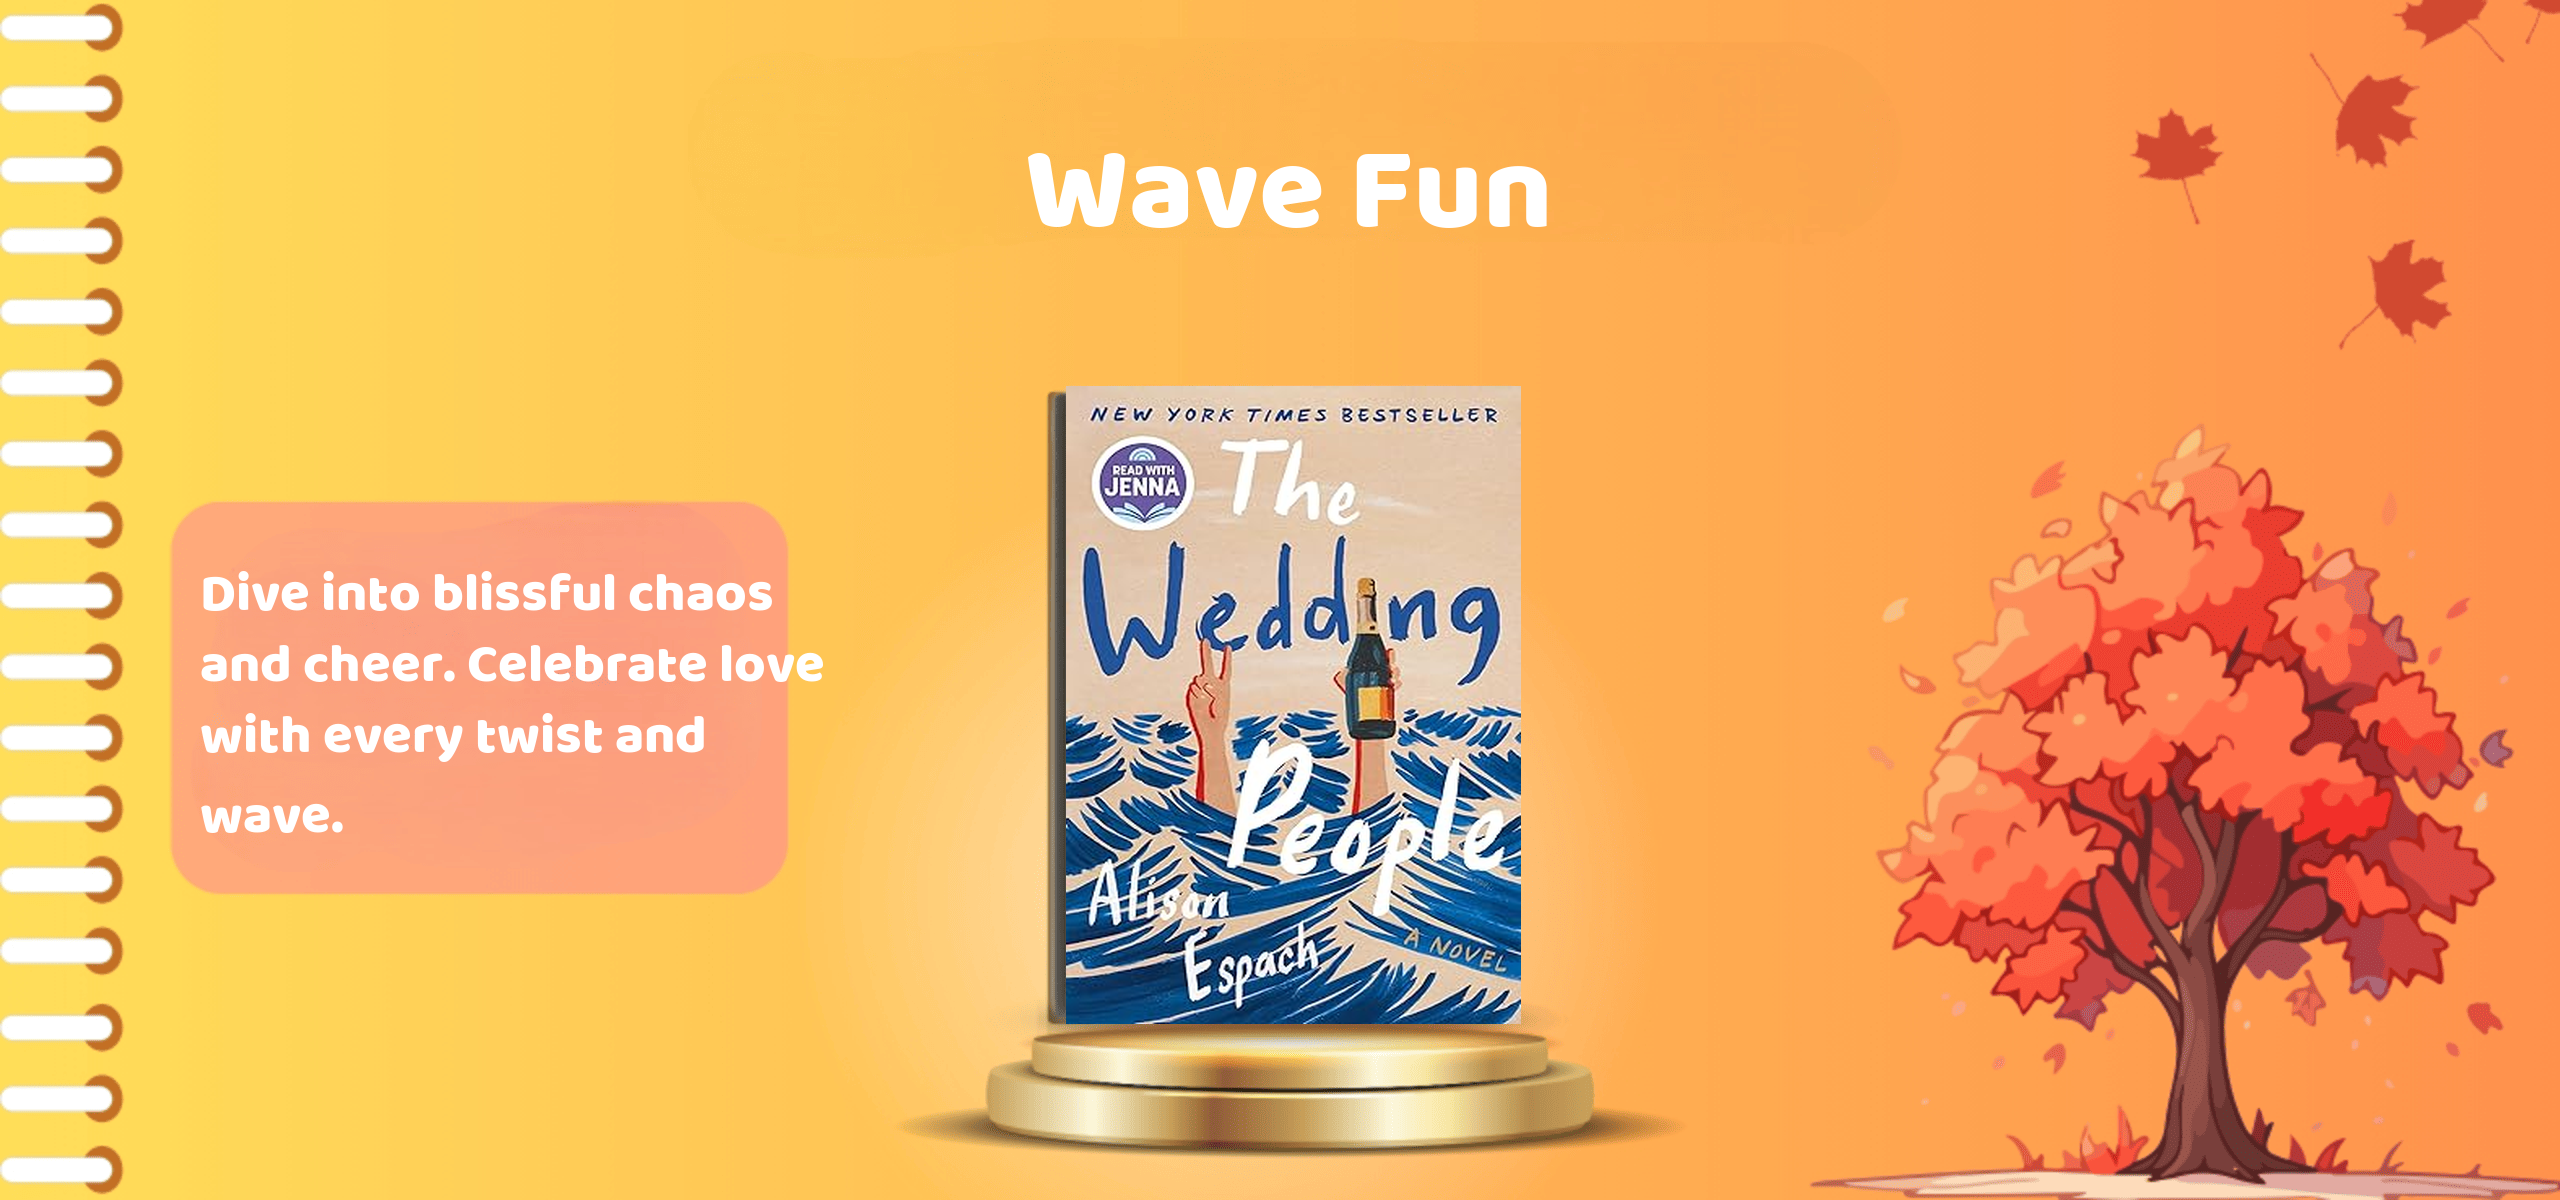 Wave Fun
Dive into blissful chaos
and cheer. Celebrate love
with every twist and
wave.
NEW YORK TIMES BESTSELLER
READ WITH
JENNA
The
Wedding
People
Alison
Espach
A NOVEL